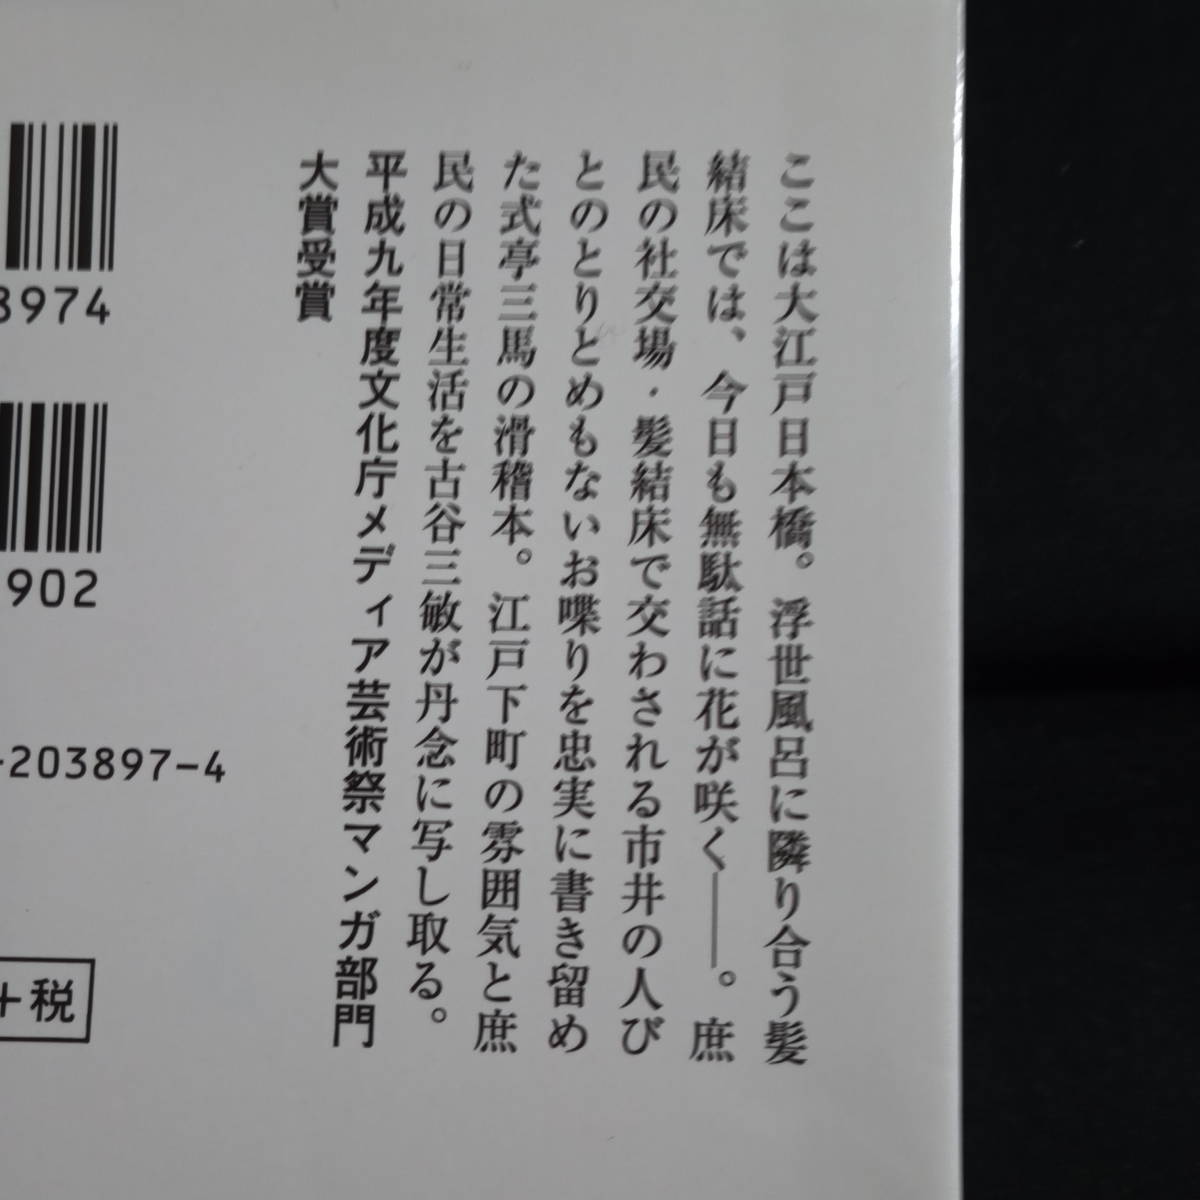 ここは大江戸日本橋。浮世風呂に隣り合う髪
結床では、今日も無駄話に花が咲く――。庶
民の社交場・髪結床で交わされる市井の人び
とのとりとめもないお喋りを忠実に書き留め
た式亭三馬の滑稽本。江戸下町の雰囲気と庶
民の日常生活を古谷三敏が丹念に写し取る。
平成九年度文化庁メディア芸術祭マンガ部門
大賞受賞
8974
902
-203897-4
+税